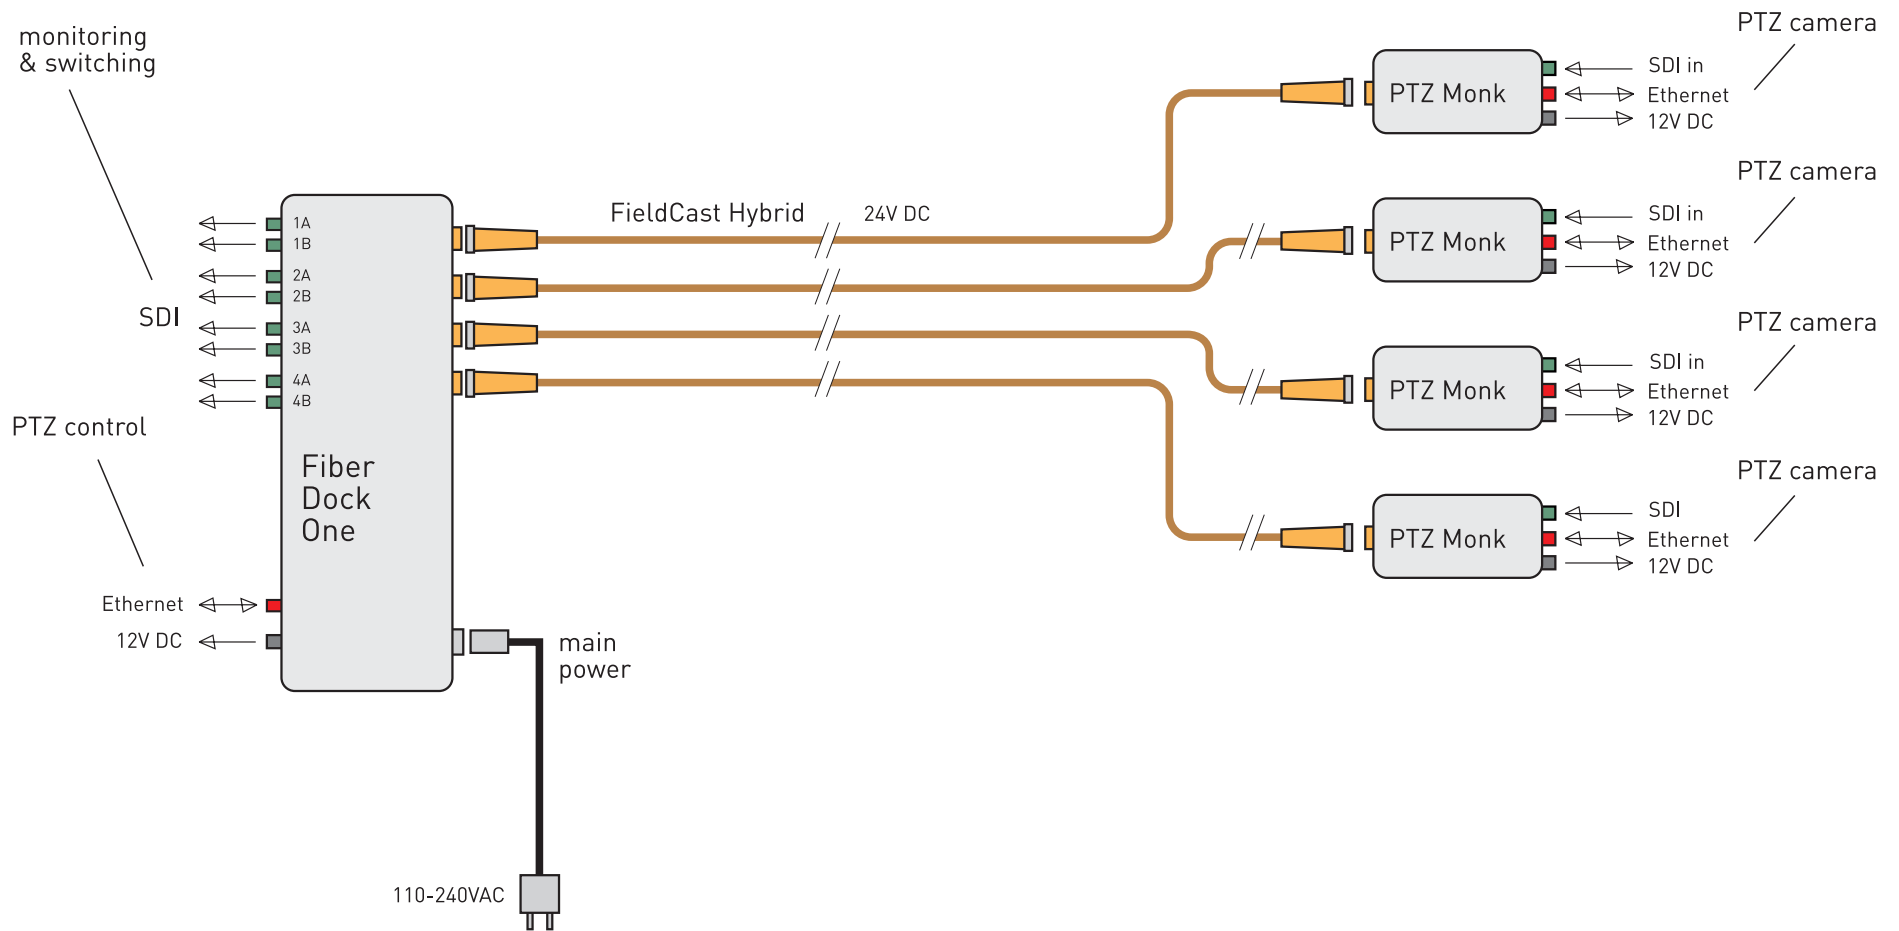 monitoring
& switching
SDI
PTZ control
Ethernet
12V DC
1A
1B
2A
2B
3A
3B
4A
4B
Fiber
Dock
One
FieldCast Hybrid
24V DC
main
power
110-240VAC
PTZ Monk
SDI in
Ethernet
12V DC
PTZ camera
PTZ Monk
SDI in
Ethernet
12V DC
PTZ camera
PTZ Monk
SDI in
Ethernet
12V DC
PTZ camera
PTZ Monk
SDI
Ethernet
12V DC
PTZ camera